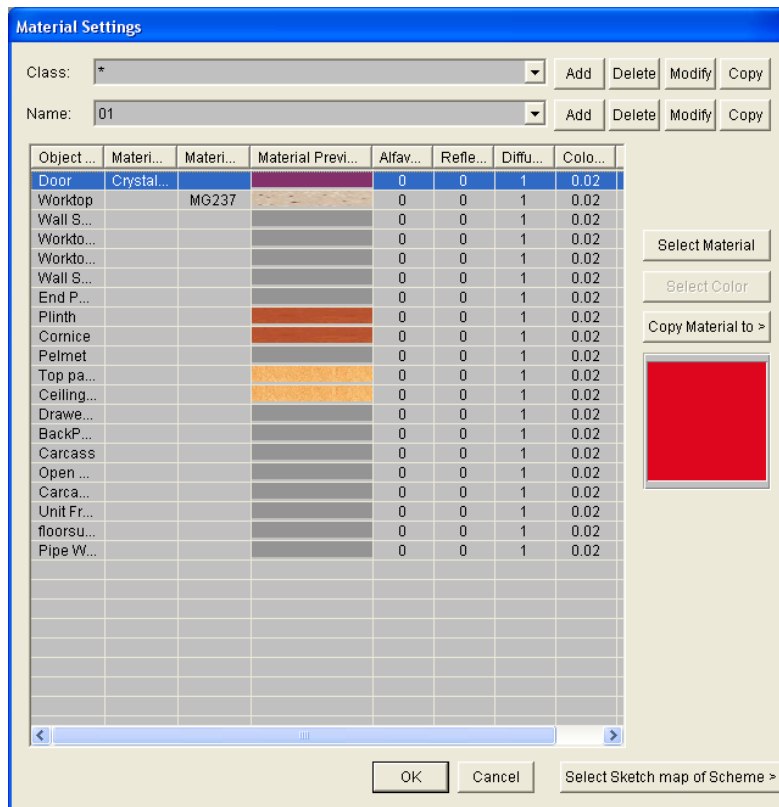 Material Settings
Class: * Add Delete Modify Copy
Name: 01 Add Delete Modify Copy
Object ... Materi... Materi... Material Previ... Alfav... Refle... Diffu... Colo...
Door Crystal... 0 0 1 0.02
Worktop MG237 0 0 1 0.02
Wall S... 0 0 1 0.02
Workto... 0 0 1 0.02
Workto... 0 0 1 0.02
Wall S... 0 0 1 0.02
End P... 0 0 1 0.02
Plinth 0 0 1 0.02
Cornice 0 0 1 0.02
Pelmet 0 0 1 0.02
Top pa... 0 0 1 0.02
Ceiling... 0 0 1 0.02
Drawe... 0 0 1 0.02
BackP... 0 0 1 0.02
Carcass 0 0 1 0.02
Open ... 0 0 1 0.02
Carca... 0 0 1 0.02
Unit Fr... 0 0 1 0.02
floorsu... 0 0 1 0.02
Pipe W... 0 0 1 0.02
Select Material
Select Color
Copy Material to >
OK Cancel Select Sketch map of Scheme >